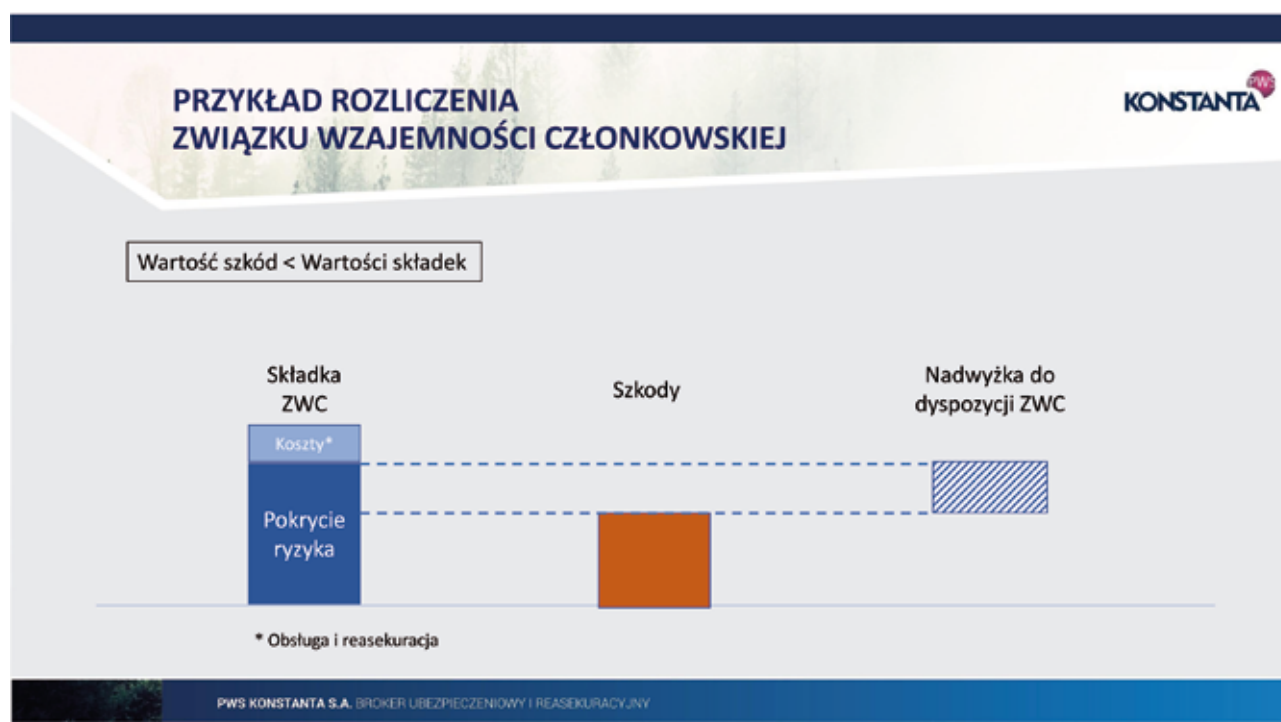 PRZYKŁAD ROZLICZENIA
ZWIĄZKU WZAJEMNOŚCI CZŁONKOWSKIEJ
PWS
KONSTANTA
Wartość szkód < Wartości składek
Składka
ZWC
Szkody
Nadwyżka do
dyspozycji ZWC
Koszty*
Pokrycie
ryzyka
* Obsługa i reasekuracja
PWS KONSTANTA S.A. BROKER UBEZPIECZENIOWY I REASEKURACYJNY